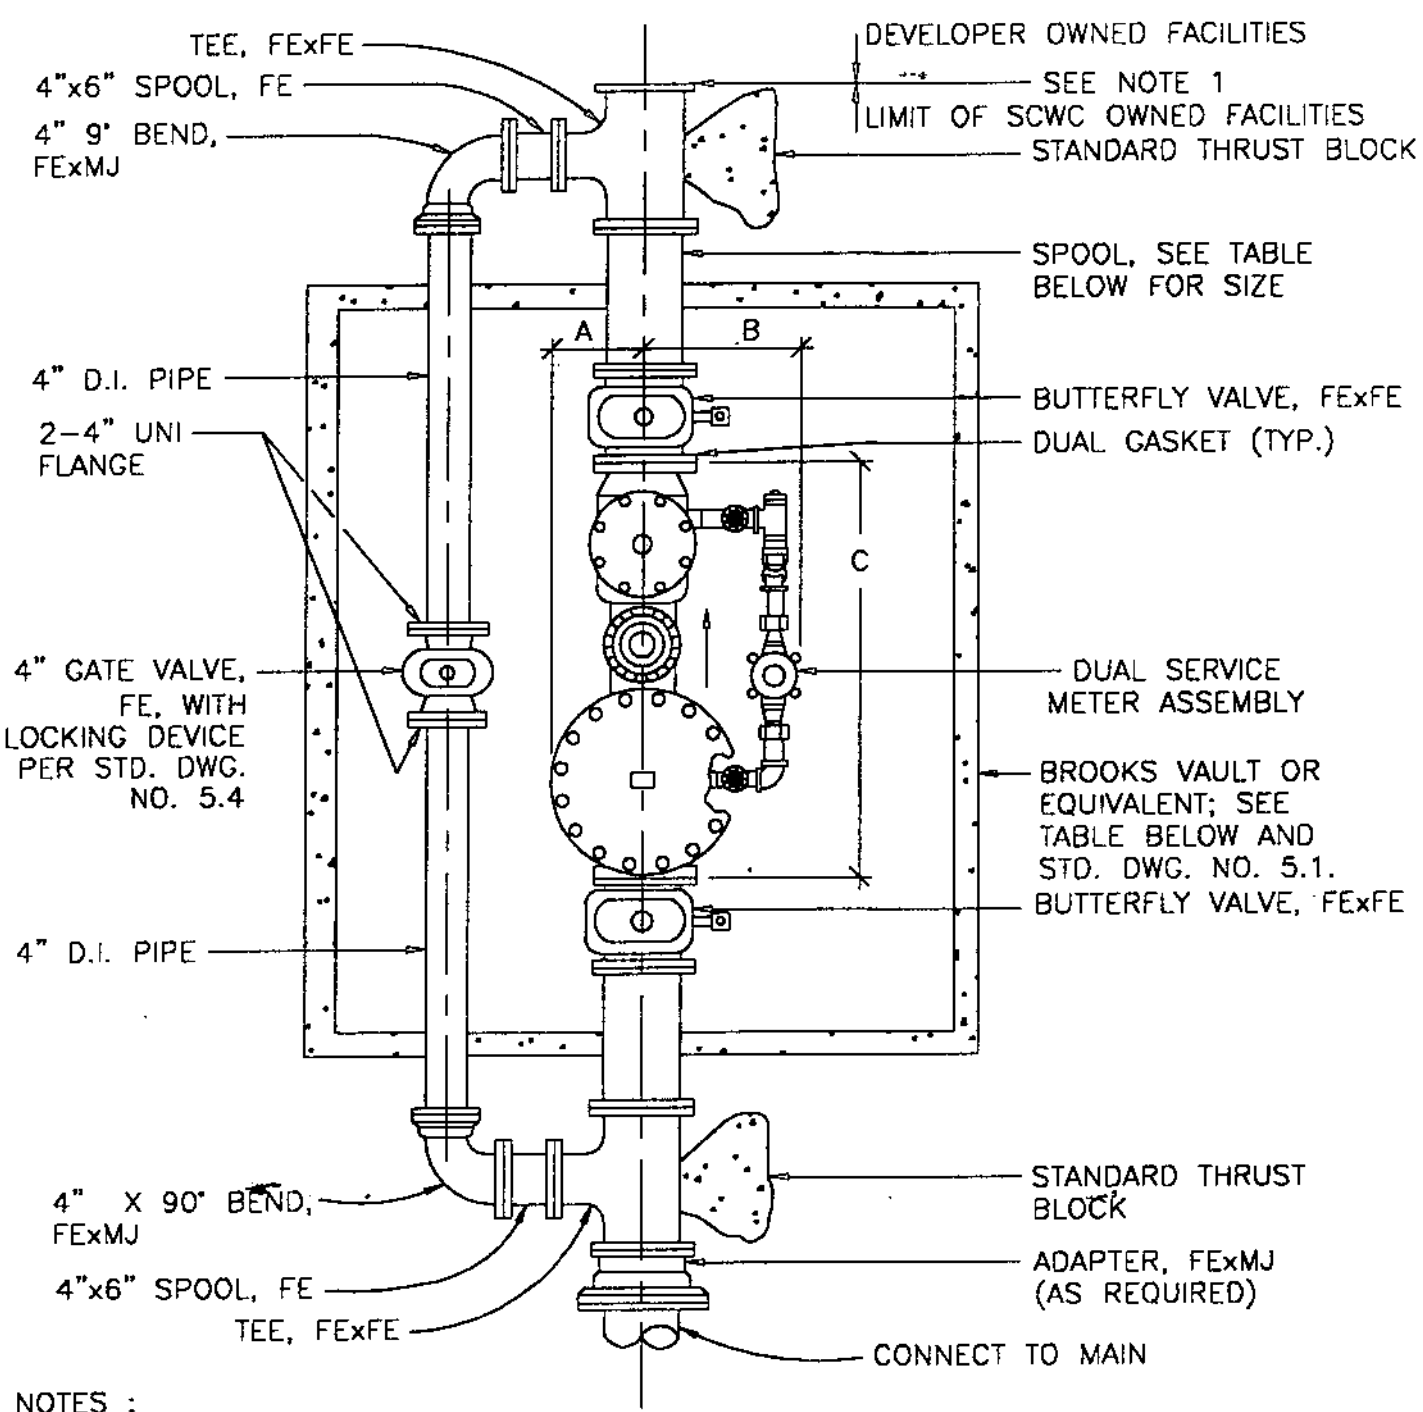 TEE, FExFE
4"x6" SPOOL, FE
4" 9° BEND,
FExMJ
DEVELOPER OWNED FACILITIES
SEE NOTE 1
LIMIT OF SCWC OWNED FACILITIES
STANDARD THRUST BLOCK
SPOOL, SEE TABLE
BELOW FOR SIZE
A
B
4" D.I. PIPE
2-4" UNI
FLANGE
BUTTERFLY VALVE, FExFE
DUAL GASKET (TYP.)
C
4" GATE VALVE,
FE, WITH
LOCKING DEVICE
PER STD. DWG.
NO. 5.4
DUAL SERVICE
METER ASSEMBLY
BROOKS VAULT OR
EQUIVALENT; SEE
TABLE BELOW AND
STD. DWG. NO. 5.1.
BUTTERFLY VALVE, FExFE
4" D.I. PIPE
4" X 90° BEND,
FExMJ
4"x6" SPOOL, FE
TEE, FExFE
STANDARD THRUST
BLOCK
ADAPTER, FExMJ
(AS REQUIRED)
CONNECT TO MAIN
NOTES :